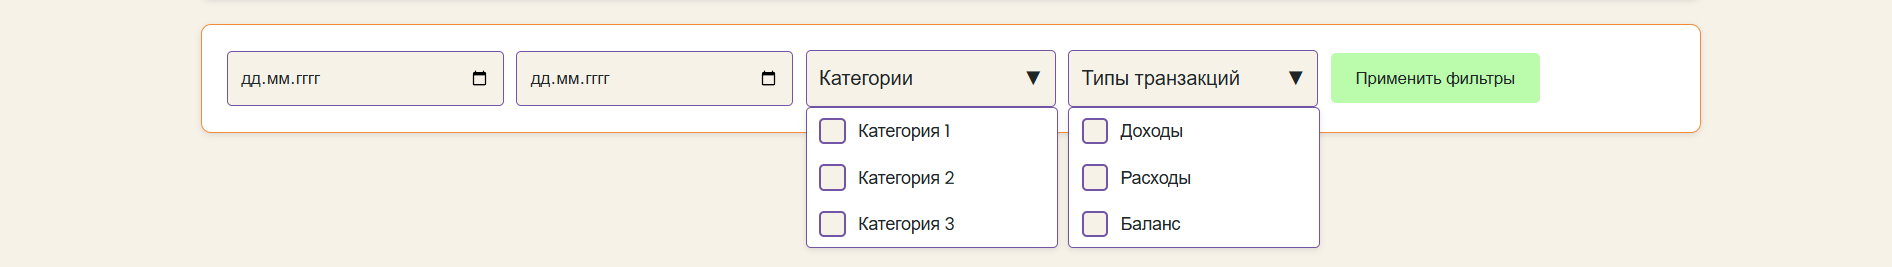 дд.мм.гггг дд.мм.гггг Категории ▼ Типы транзакций ▼ Применить фильтры
Категория 1
Категория 2
Категория 3
Доходы
Расходы
Баланс